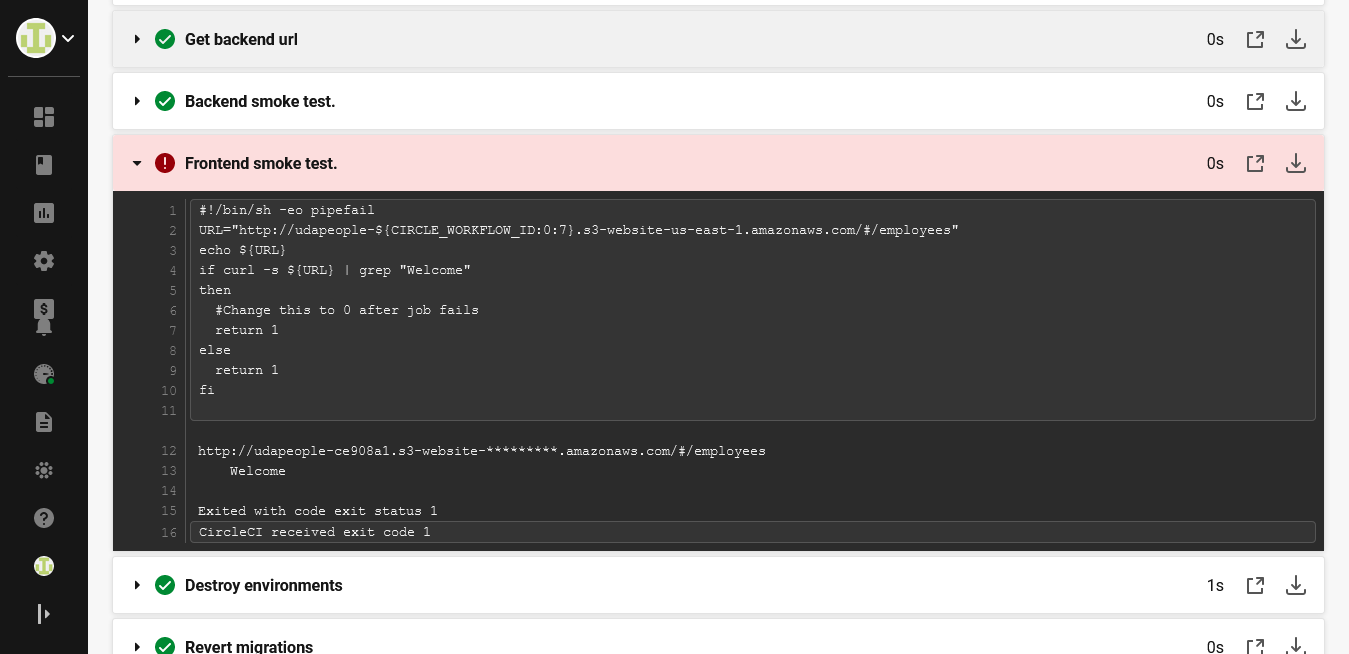 Get backend url 0s
Backend smoke test. 0s
Frontend smoke test. 0s
1 #!/bin/sh -eo pipefail
2 URL="http://udapeople-${CIRCLE_WORKFLOW_ID:0:7}.s3-website-us-east-1.amazonaws.com/#/employees"
3 echo ${URL}
4 if curl -s ${URL} | grep "Welcome"
5 then
6   #Change this to 0 after job fails
7   return 1
8 else
9   return 1
10 fi
11
12 http://udapeople-ce908a1.s3-website-*********.amazonaws.com/#/employees
13     Welcome
14
15 Exited with code exit status 1
16 CircleCI received exit code 1
Destroy environments 1s
Revert migrations 0s